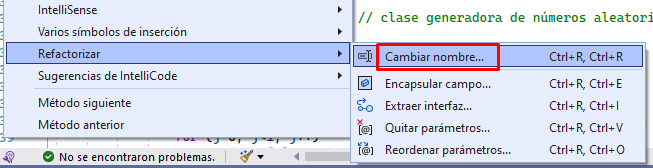 IntelliSense
// clase generadora de números aleatori
Varios símbolos de inserción
Refactorizar
Cambiar nombre... Ctrl+R, Ctrl+R
Sugerencias de IntelliCode
Encapsular campo... Ctrl+R, Ctrl+E
Método siguiente
Extraer interfaz... Ctrl+R, Ctrl+I
Método anterior
Quitar parámetros... Ctrl+R, Ctrl+V
No se encontraron problemas.
Reordenar parámetros... Ctrl+R, Ctrl+O